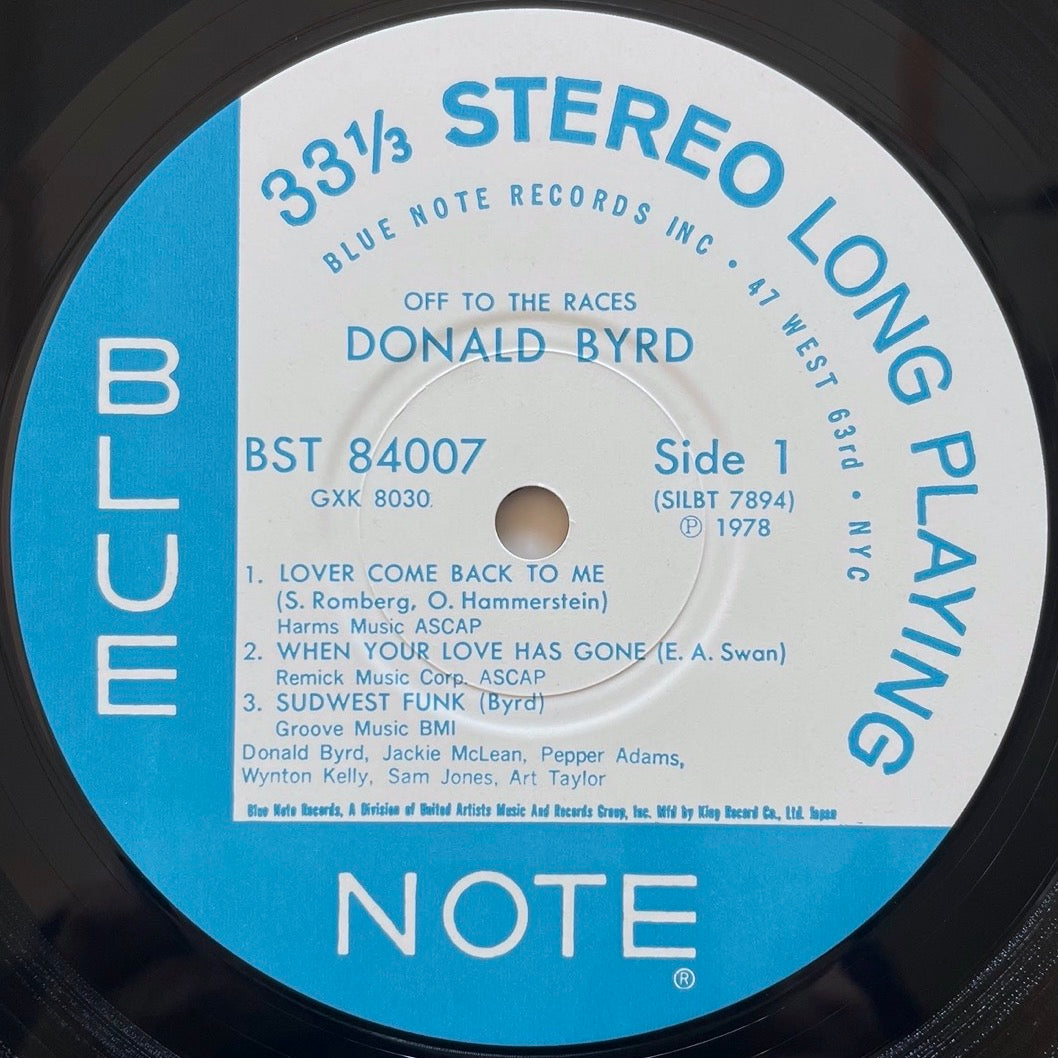 33⅓ STEREO LONG PLAYING
BLUE NOTE RECORDS INC • 47 WEST 63rd • NYC
OFF TO THE RACES
DONALD BYRD
BST 84007
GXK 8030
Side 1
(SILBT 7894)
℗ 1978
1. LOVER COME BACK TO ME
(S. Romberg, O. Hammerstein)
Harms Music ASCAP
2. WHEN YOUR LOVE HAS GONE (E. A. Swan)
Remick Music Corp. ASCAP
3. SUDWEST FUNK (Byrd)
Groove Music BMI
Donald Byrd, Jackie McLean, Pepper Adams,
Wynton Kelly, Sam Jones, Art Taylor
Blue Note Records, A Division of United Artists Music And Records Group, Inc. Mfd by King Record Co., Ltd. Japan
BLUE
NOTE
®